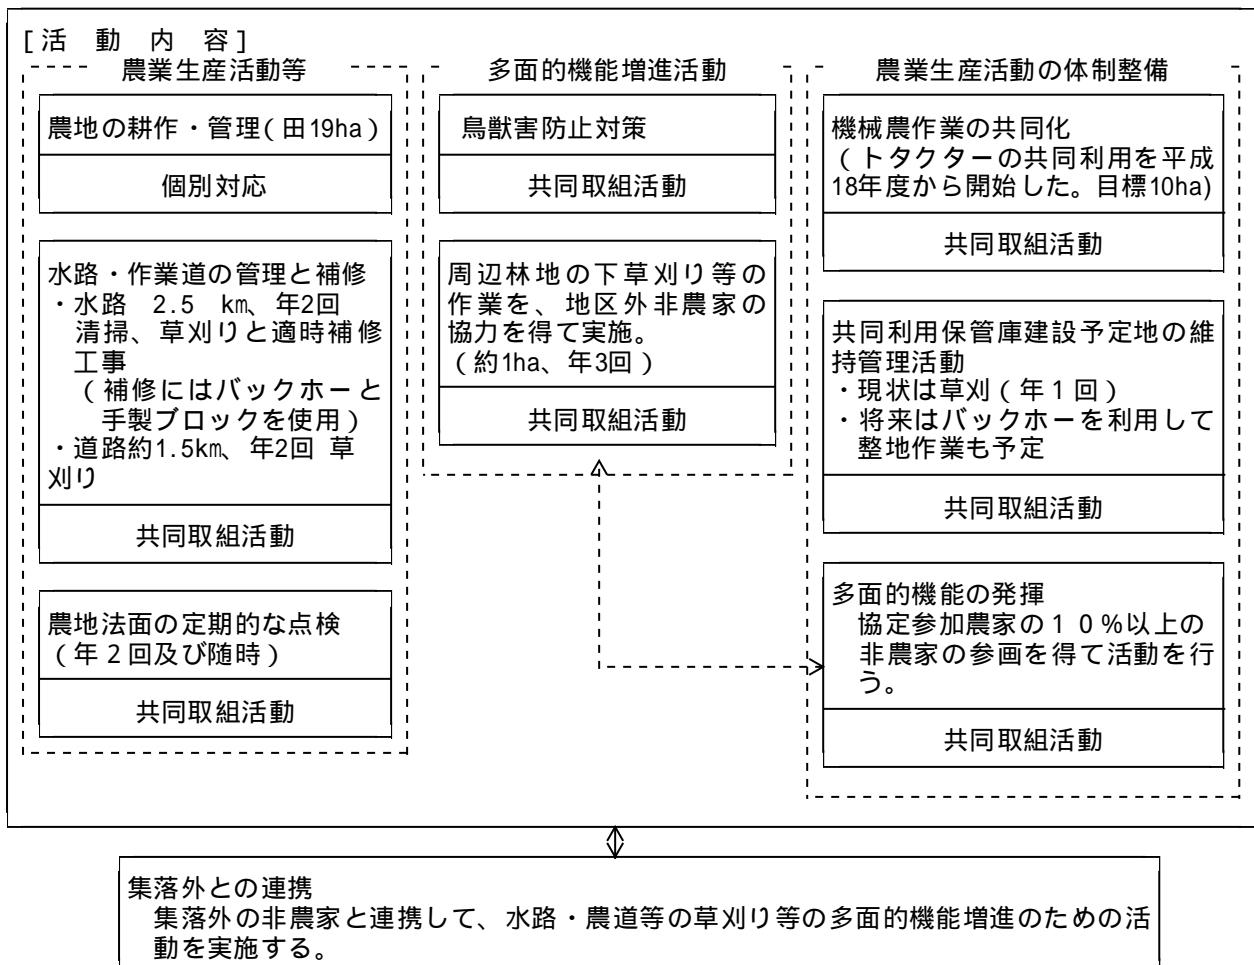 [活動内容]
農業生産活動等
農地の耕作・管理(田19ha)
個別対応
水路・作業道の管理と補修
・水路 2.5 km、年2回
清掃、草刈りと適時補修
工事
(補修にはバックホーと
手製ブロックを使用)
・道路約1.5km、年2回 草
刈り
共同取組活動
農地法面の定期的な点検
(年2回及び随時)
共同取組活動
多面的機能増進活動
鳥獣害防止対策
共同取組活動
周辺林地の下草刈り等の
作業を、地区外非農家の
協力を得て実施。
(約1ha、年3回)
共同取組活動
農業生産活動の体制整備
機械農作業の共同化
(トタクターの共同利用を平成
18年度から開始した。目標10ha)
共同取組活動
共同利用保管庫建設予定地の維
持管理活動
・現状は草刈(年1回)
・将来はバックホーを利用して
整地作業も予定
共同取組活動
多面的機能の発揮
協定参加農家の10%以上の
非農家の参画を得て活動を行
う。
共同取組活動
集落外との連携
集落外の非農家と連携して、水路・農道等の草刈り等の多面的機能増進のための活
動を実施する。